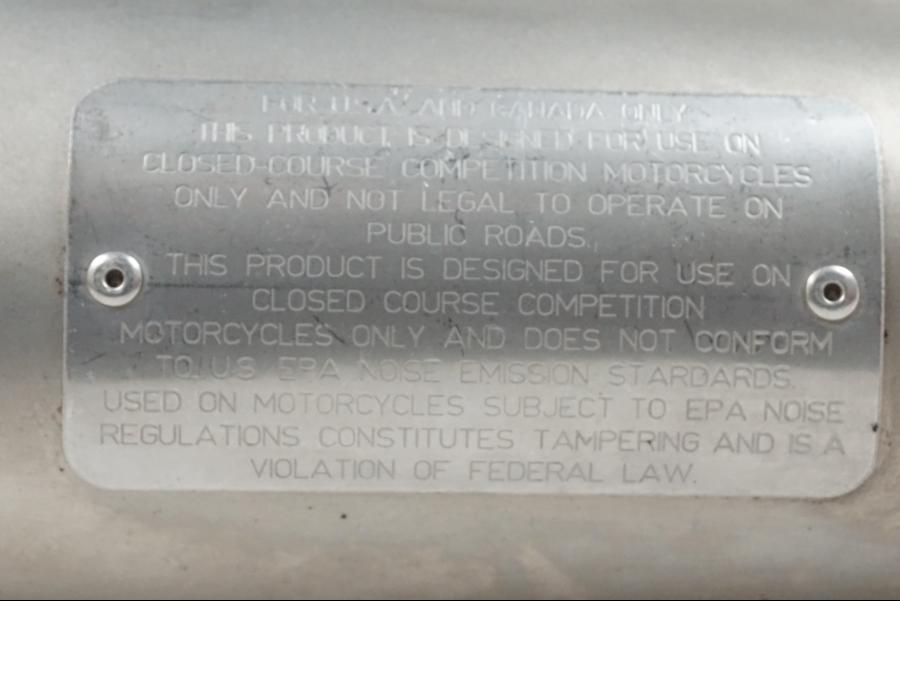 FOR U.S.A. AND CANADA ONLY
THIS PRODUCT IS DESIGNED FOR USE ON
CLOSED-COURSE COMPETITION MOTORCYCLES
ONLY AND NOT LEGAL TO OPERATE ON
PUBLIC ROADS.
THIS PRODUCT IS DESIGNED FOR USE ON
CLOSED COURSE COMPETITION
MOTORCYCLES ONLY AND DOES NOT CONFORM
TO U.S EPA NOISE EMISSION STARDARDS.
USED ON MOTORCYCLES SUBJECT TO EPA NOISE
REGULATIONS CONSTITUTES TAMPERING AND IS A
VIOLATION OF FEDERAL LAW.